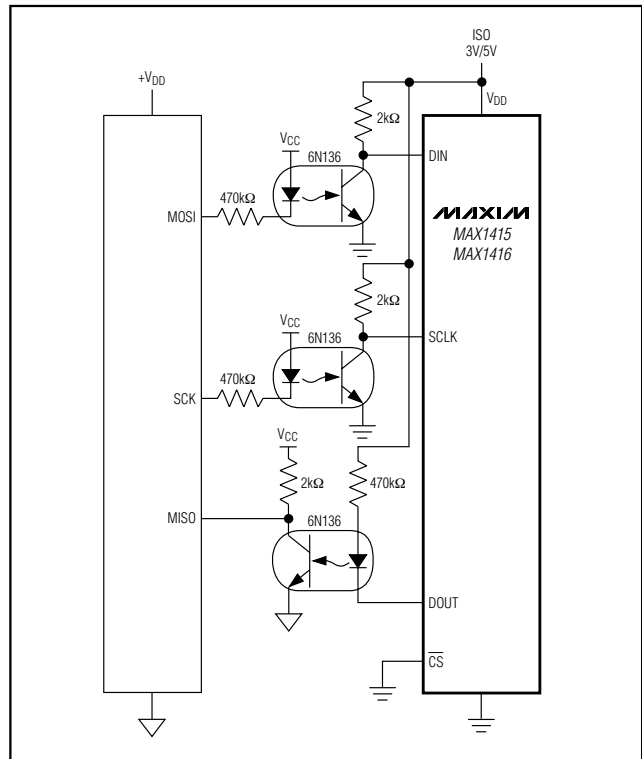 ISO
3V/5V
+VDD
VDD
2kΩ
VCC
6N136
DIN
470kΩ
MOSI
MAXIM
MAX1415
MAX1416
2kΩ
VCC
6N136
SCLK
470kΩ
SCK
VCC
2kΩ
470kΩ
MISO
6N136
DOUT
CS